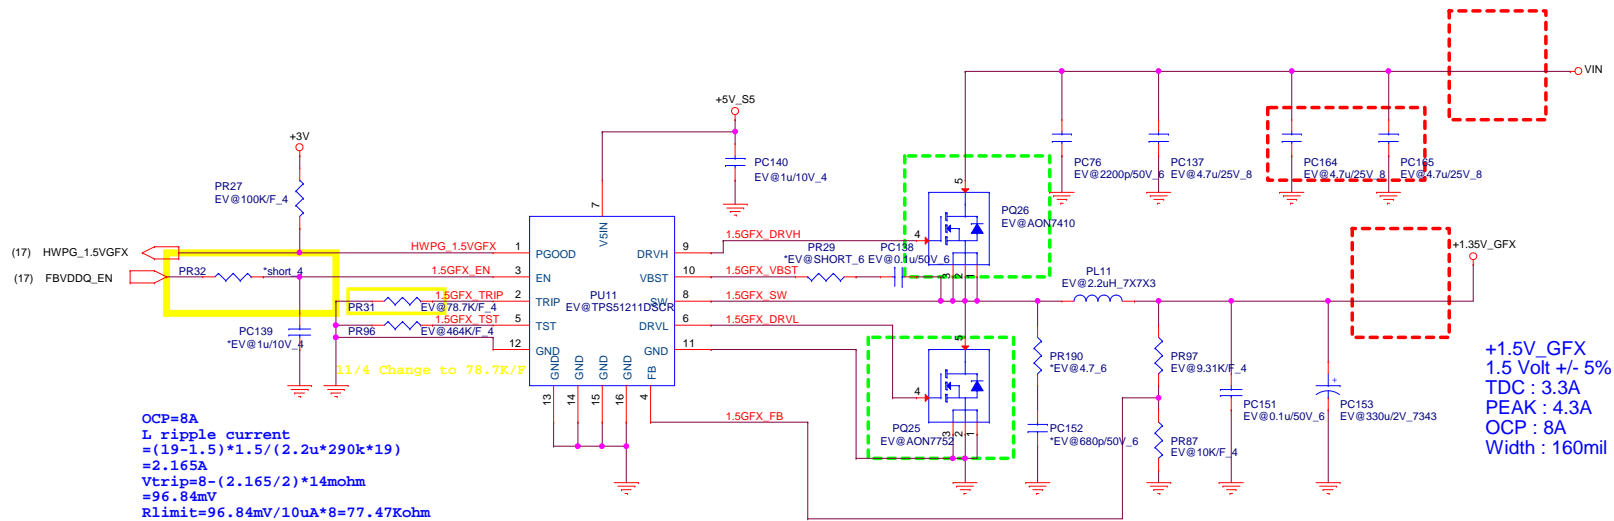 VIN
+5V_S5
+3V
PC140
EV@1u/10V_4
PC76
EV@2200p/50V_6
PC137
EV@4.7u/25V_8
PC164
EV@4.7u/25V_8
PC165
EV@4.7u/25V_8
PR27
EV@100K/F_4
5
PQ26
EV@AON7410
4
3
2
1
7
V5IN
(17) HWPG_1.5VGFX
HWPG_1.5VGFX
1
PGOOD
DRVH
9
1.5GFX_DRVH
+1.35V_GFX
(17) FBVDDQ_EN
PR32
*short_4
1.5GFX_EN
3
EN
VBST
10
1.5GFX_VBST
PR29
*EV@SHORT_6
PC138
EV@0.1u/50V_6
PL11
EV@2.2uH_7X7X3
PR31
1.5GFX_TRIP
EV@78.7K/F_4
2
TRIP
PU11
EV@TPS51211DSCR
SW
8
1.5GFX_SW
PR96
1.5GFX_TST
EV@464K/F_4
5
TST
DRVL
6
1.5GFX_DRVL
PC139
*EV@1u/10V_4
12
GND
GND
11
GND
GND
GND
GND
FB
13
14
15
16
4
11/4 Change to 78.7K/F
1.5GFX_FB
5
4
3
2
1
PQ25
EV@AON7752
PR190
*EV@4.7_6
PC152
*EV@680p/50V_6
PR97
EV@9.31K/F_4
PR87
EV@10K/F_4
PC151
EV@0.1u/50V_6
+
PC153
EV@330u/2V_7343
+1.5V_GFX
1.5 Volt +/- 5%
TDC : 3.3A
PEAK : 4.3A
OCP : 8A
Width : 160mil
OCP=8A
L ripple current
=(19-1.5)*1.5/(2.2u*290k*19)
=2.165A
Vtrip=8-(2.165/2)*14mohm
=96.84mV
Rlimit=96.84mV/10uA*8=77.47Kohm